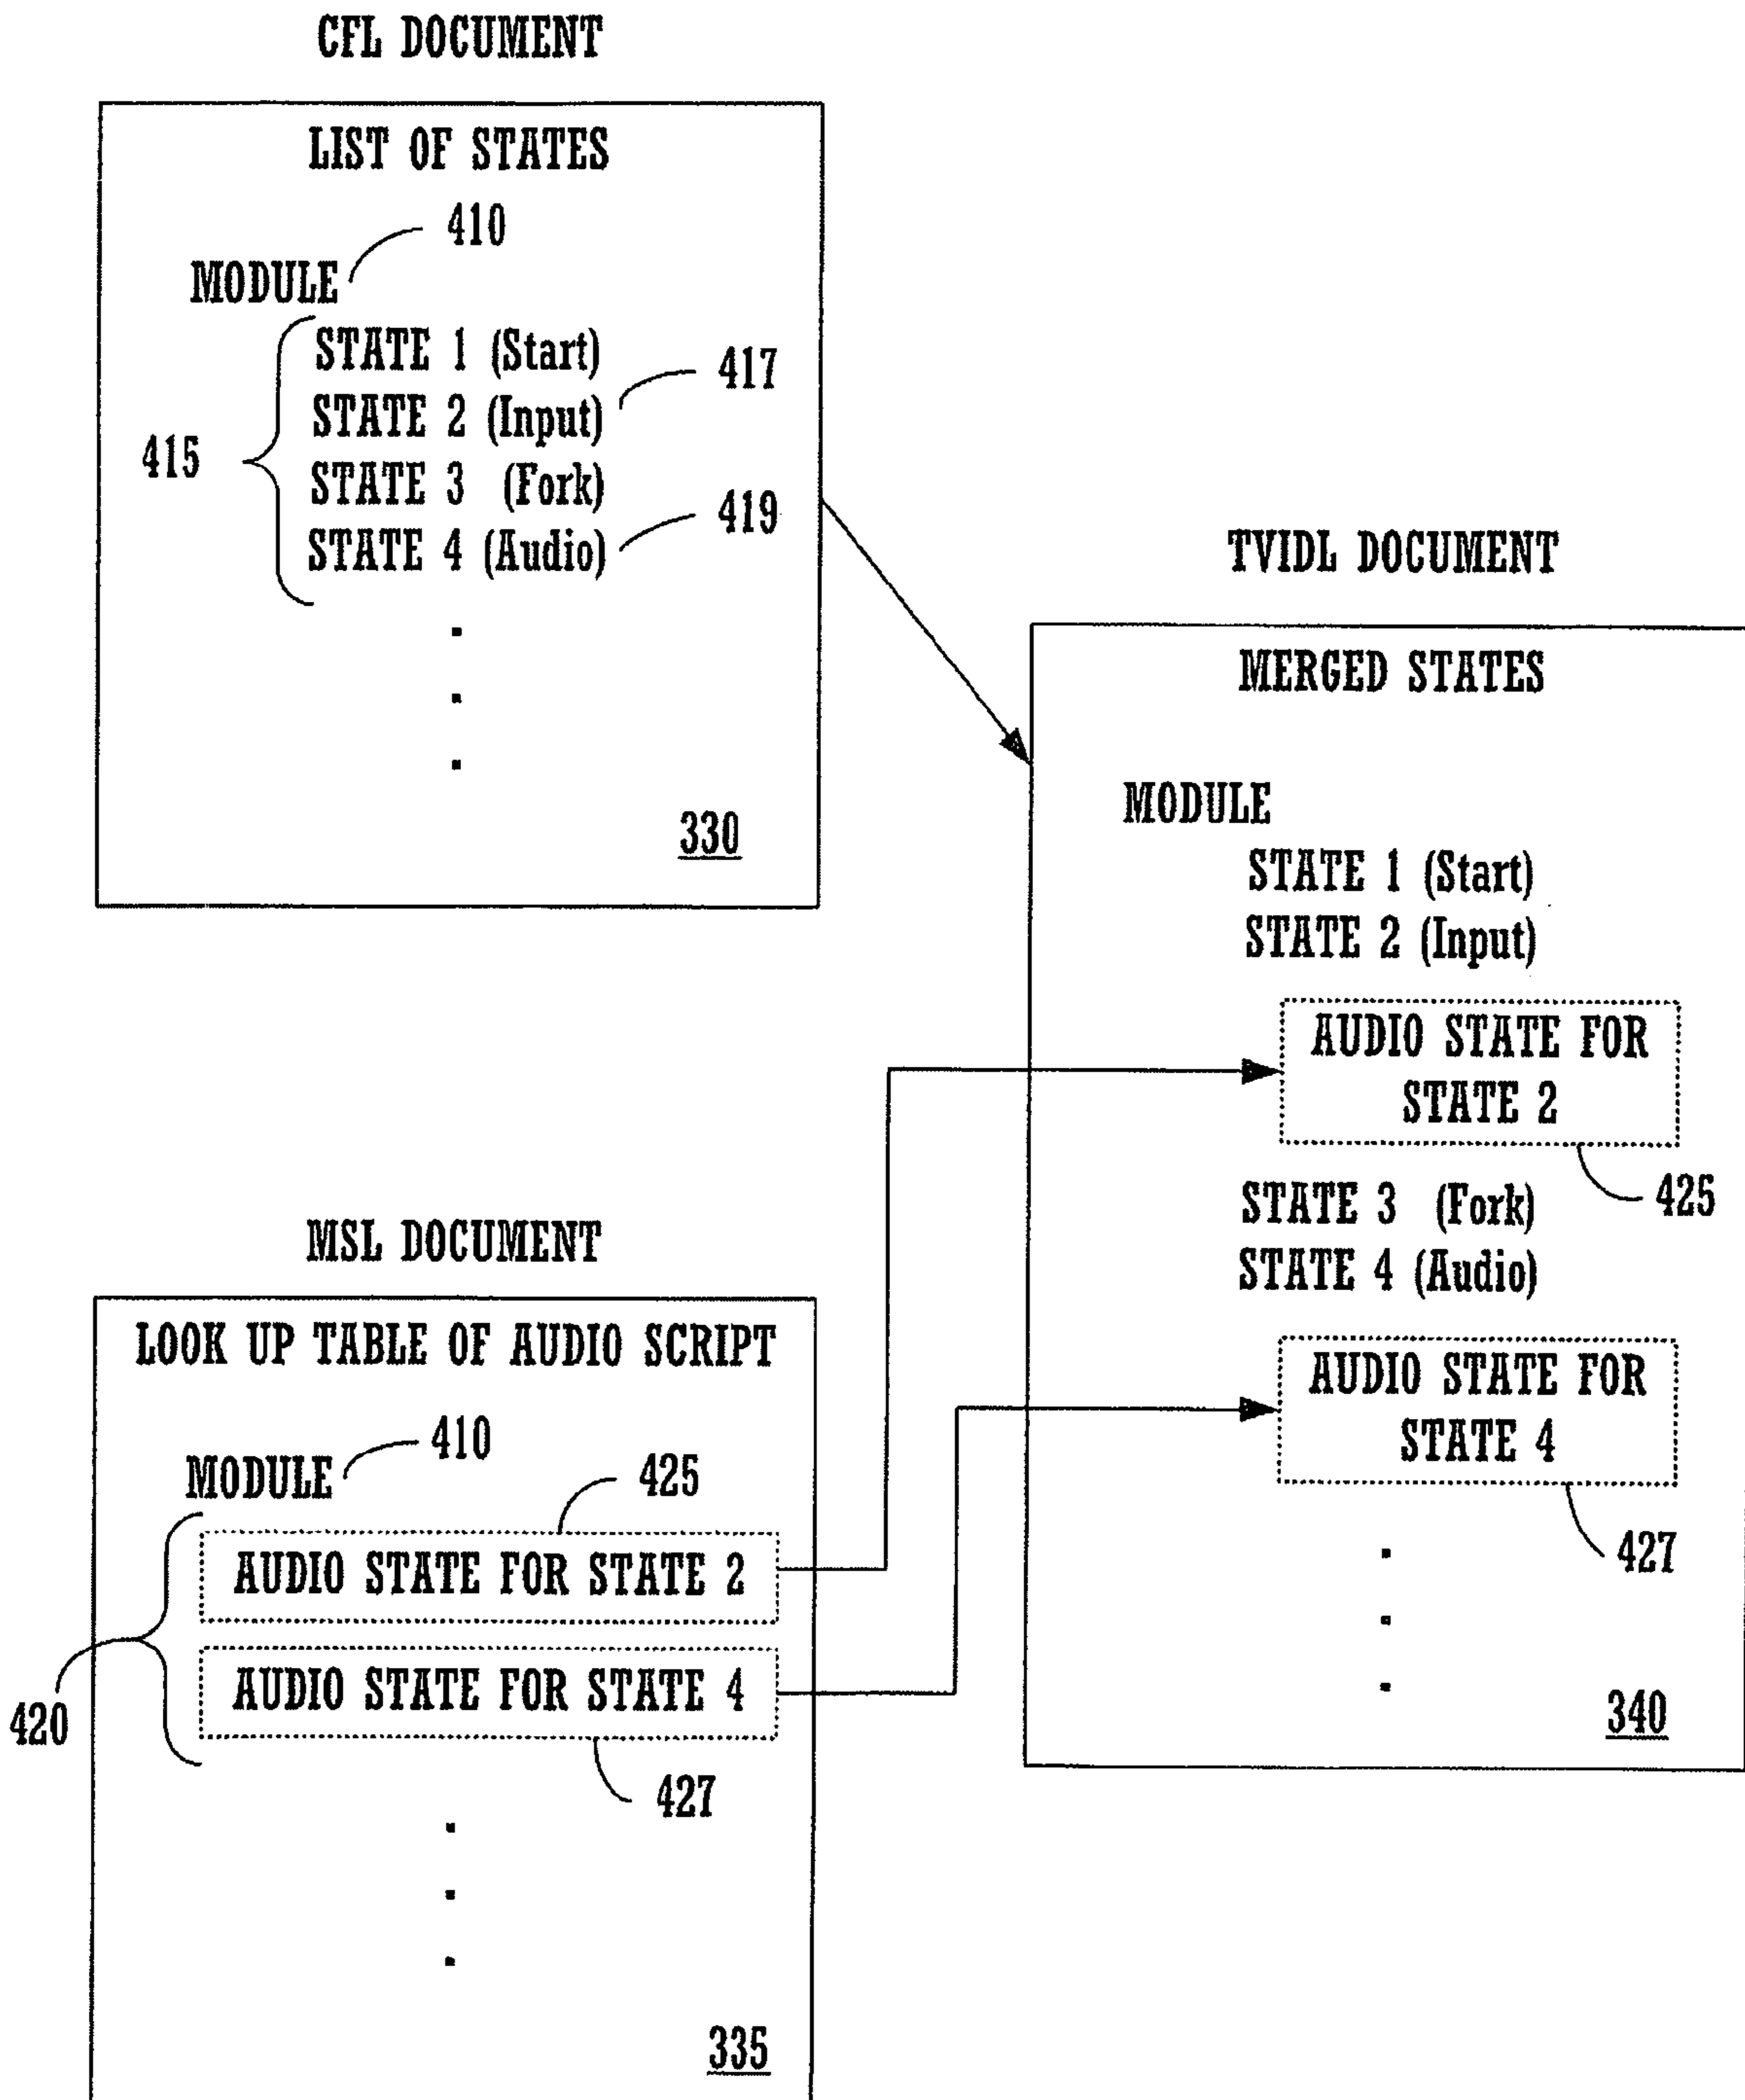 CFL DOCUMENT
LIST OF STATES
410
MODULE
STATE 1 (Start)
417
STATE 2 (Input)
415
STATE 3 (Fork)
419
STATE 4 (Audio)
330
TVIDL DOCUMENT
MERGED STATES
MODULE
STATE 1 (Start)
STATE 2 (Input)
AUDIO STATE FOR
STATE 2
425
STATE 3 (Fork)
STATE 4 (Audio)
AUDIO STATE FOR
STATE 4
427
340
MSL DOCUMENT
LOOK UP TABLE OF AUDIO SCRIPT
410
MODULE
425
AUDIO STATE FOR STATE 2
AUDIO STATE FOR STATE 4
420
427
335